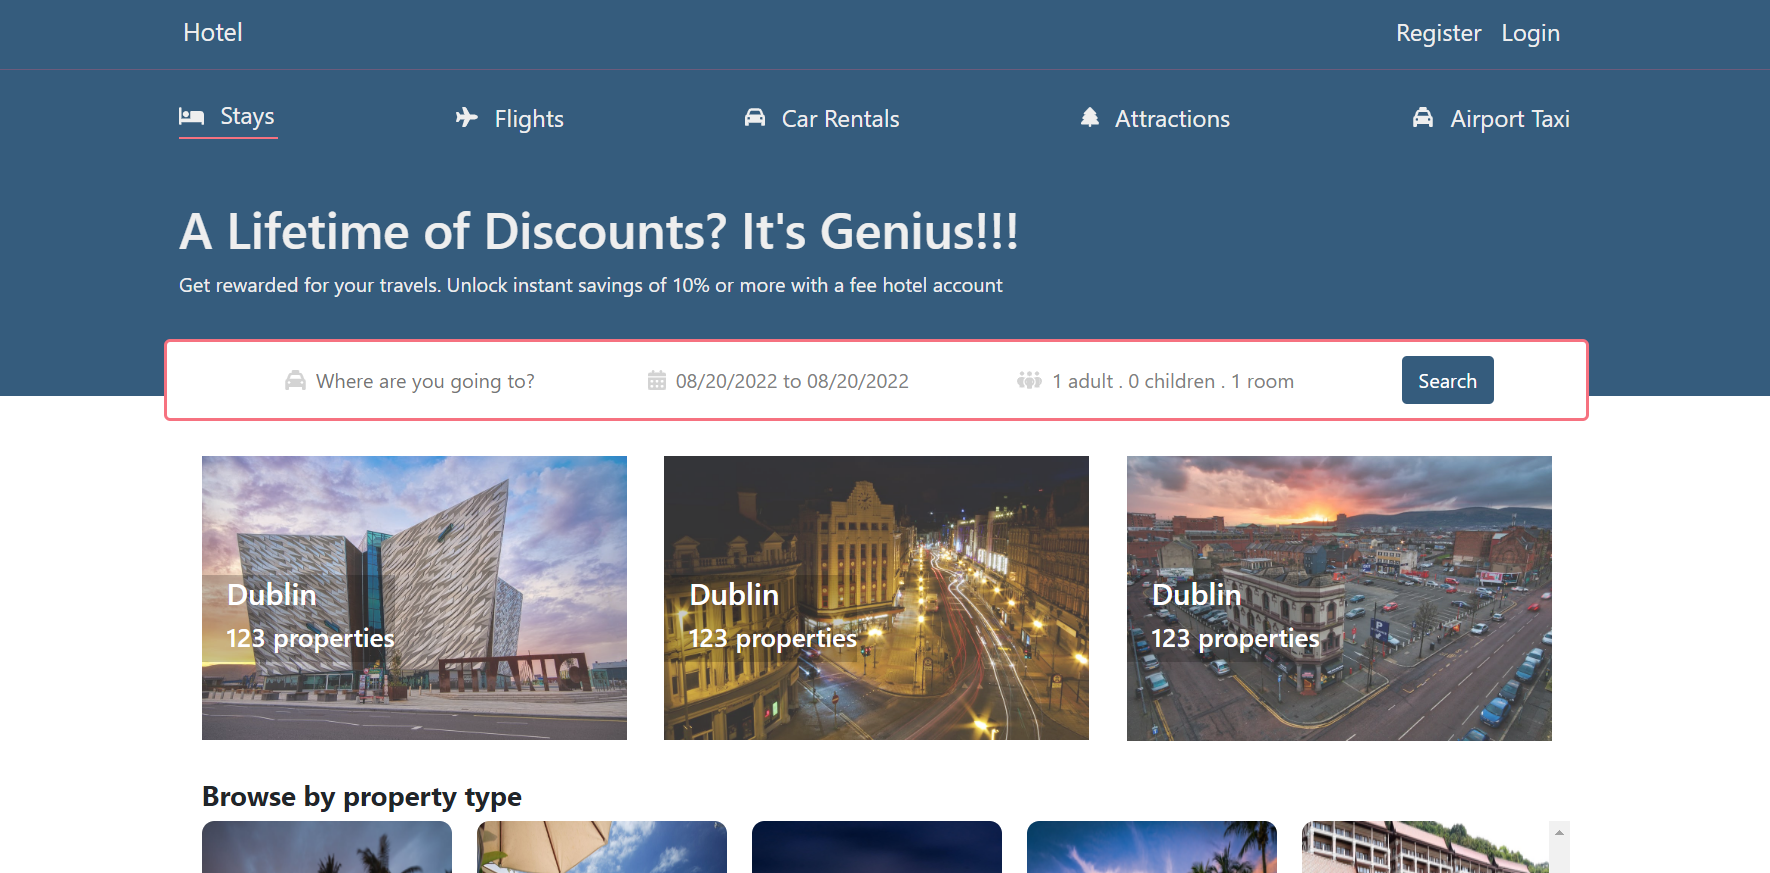 Hotel
Register Login
Stays
Flights
Car Rentals
Attractions
Airport Taxi
A Lifetime of Discounts? It's Genius!!!
Get rewarded for your travels. Unlock instant savings of 10% or more with a fee hotel account
Where are you going to?
08/20/2022 to 08/20/2022
1 adult . 0 children . 1 room
Search
Dublin
123 properties
Dublin
123 properties
Dublin
123 properties
Browse by property type